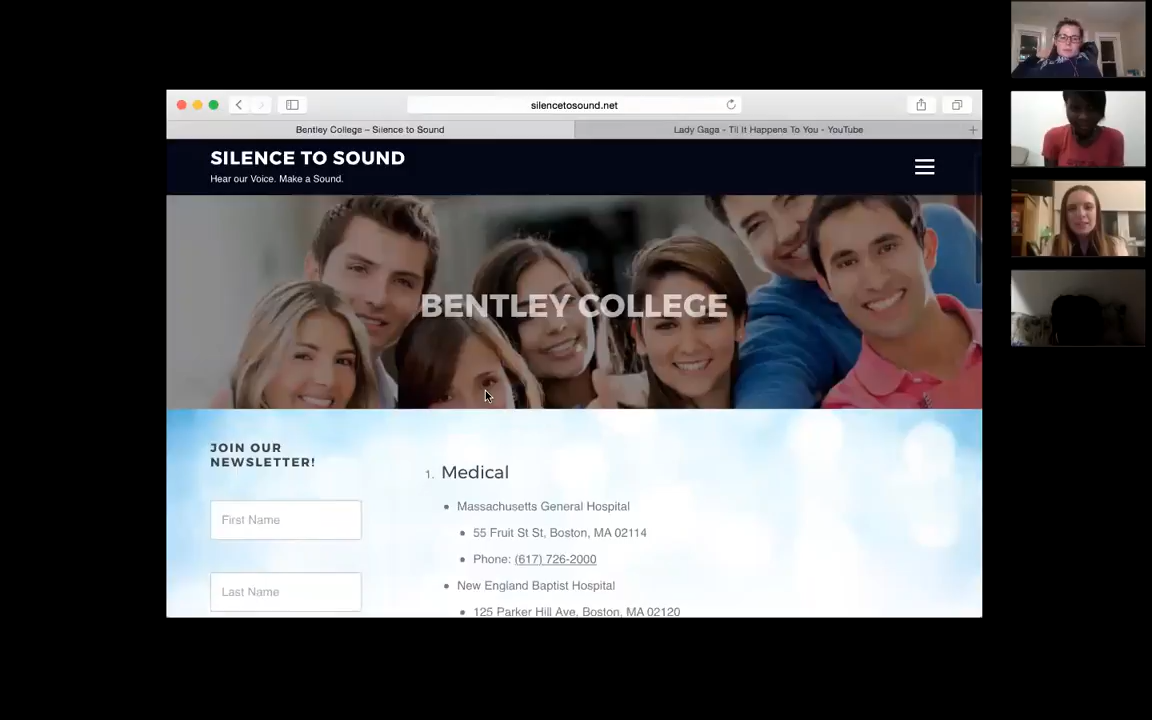 silencetosound.net
Bentley College – Silence to Sound
Lady Gaga - Til It Happens To You - YouTube
SILENCE TO SOUND
Hear our Voice. Make a Sound.
BENTLEY COLLEGE
JOIN OUR
NEWSLETTER!
First Name
Last Name
1. Medical
Massachusetts General Hospital
55 Fruit St St, Boston, MA 02114
Phone: (617) 726-2000
New England Baptist Hospital
125 Parker Hill Ave, Boston, MA 02120